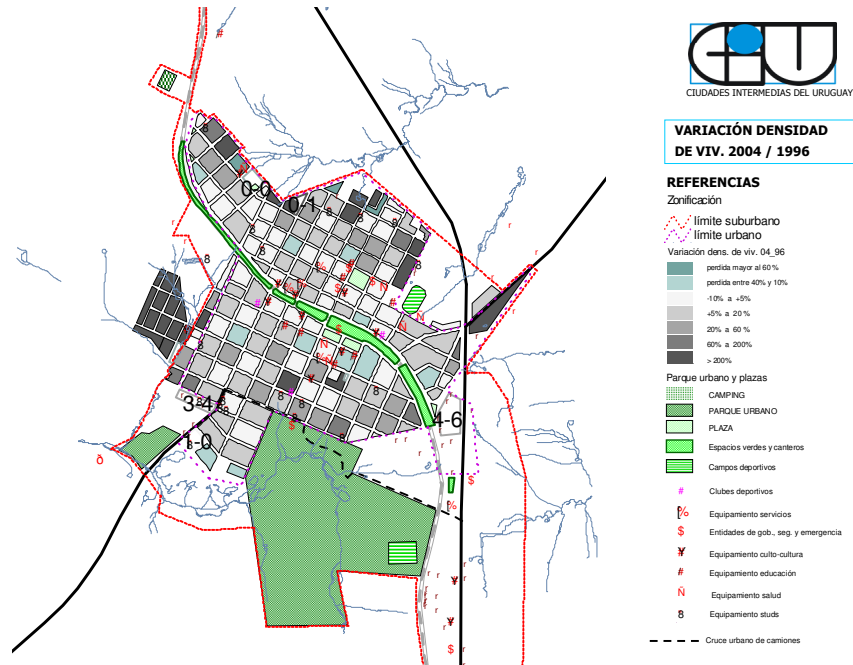 CIU
CIUDADES INTERMEDIAS DEL URUGUAY
VARIACIÓN DENSIDAD
DE VIV. 2004 / 1996
REFERENCIAS
Zonificación
límite suburbano
límite urbano
Variación dens. de viv. 04_96
perdida mayor al 60 %
perdida entre 40% y 10%
-10% a +5%
+5% a 20 %
20% a 60 %
60% a 200%
> 200%
Parque urbano y plazas
CAMPING
PARQUE URBANO
PLAZA
Espacios verdes y canteros
Campos deportivos
# Clubes deportivos
[% Equipamiento servicios
$ Entidades de gob., seg. y emergencia
¥ Equipamiento culto-cultura
# Equipamiento educación
Ñ Equipamiento salud
8 Equipamiento studs
Cruce urbano de camiones
0-0
0-1
3-4
4-6
1-0